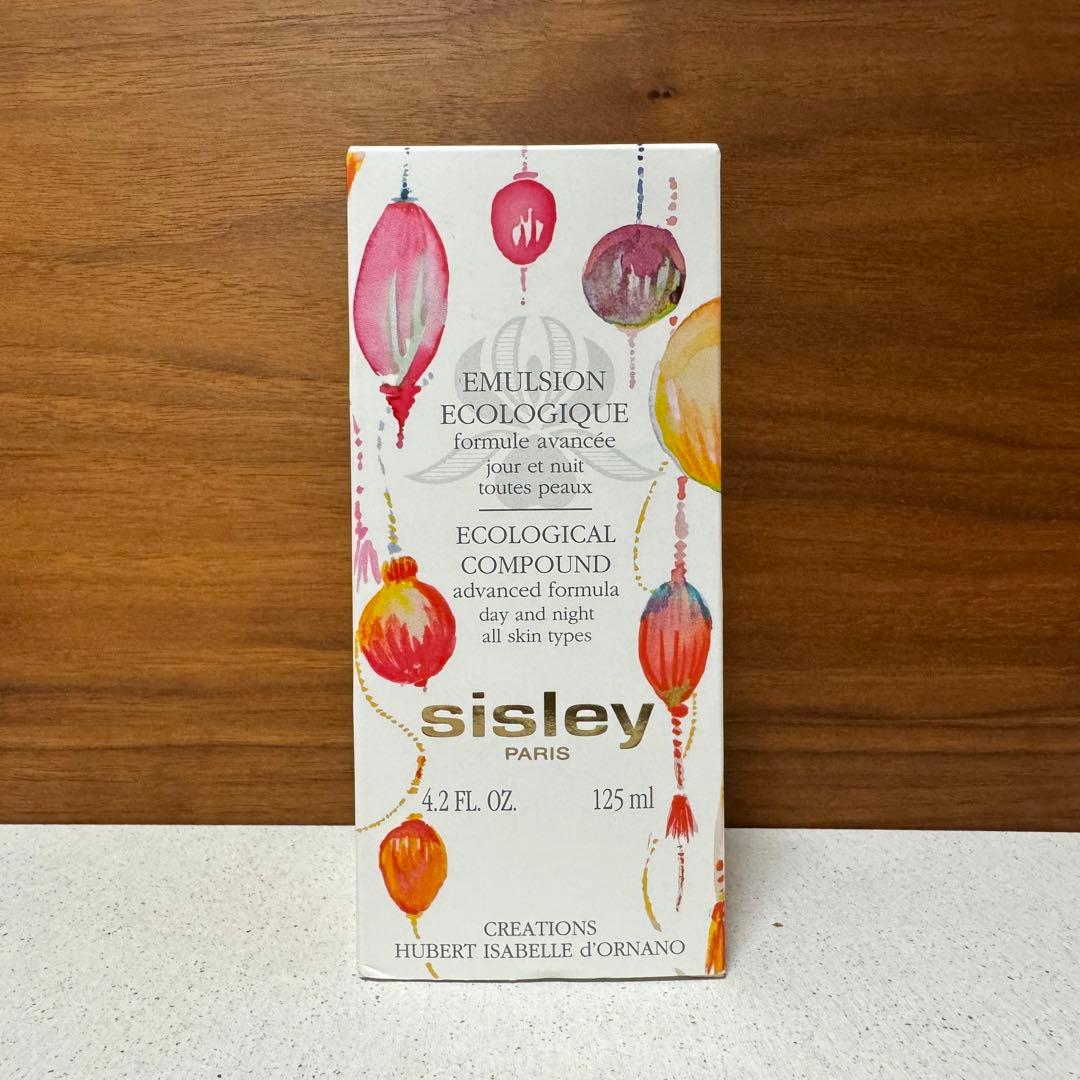 EMULSION
ECOLOGIQUE
formule avancée
jour et nuit
toutes peaux
ECOLOGICAL
COMPOUND
advanced formula
day and night
all skin types
sisley
PARIS
4.2 FL. OZ. 125 ml
CREATIONS
HUBERT ISABELLE d'ORNANO